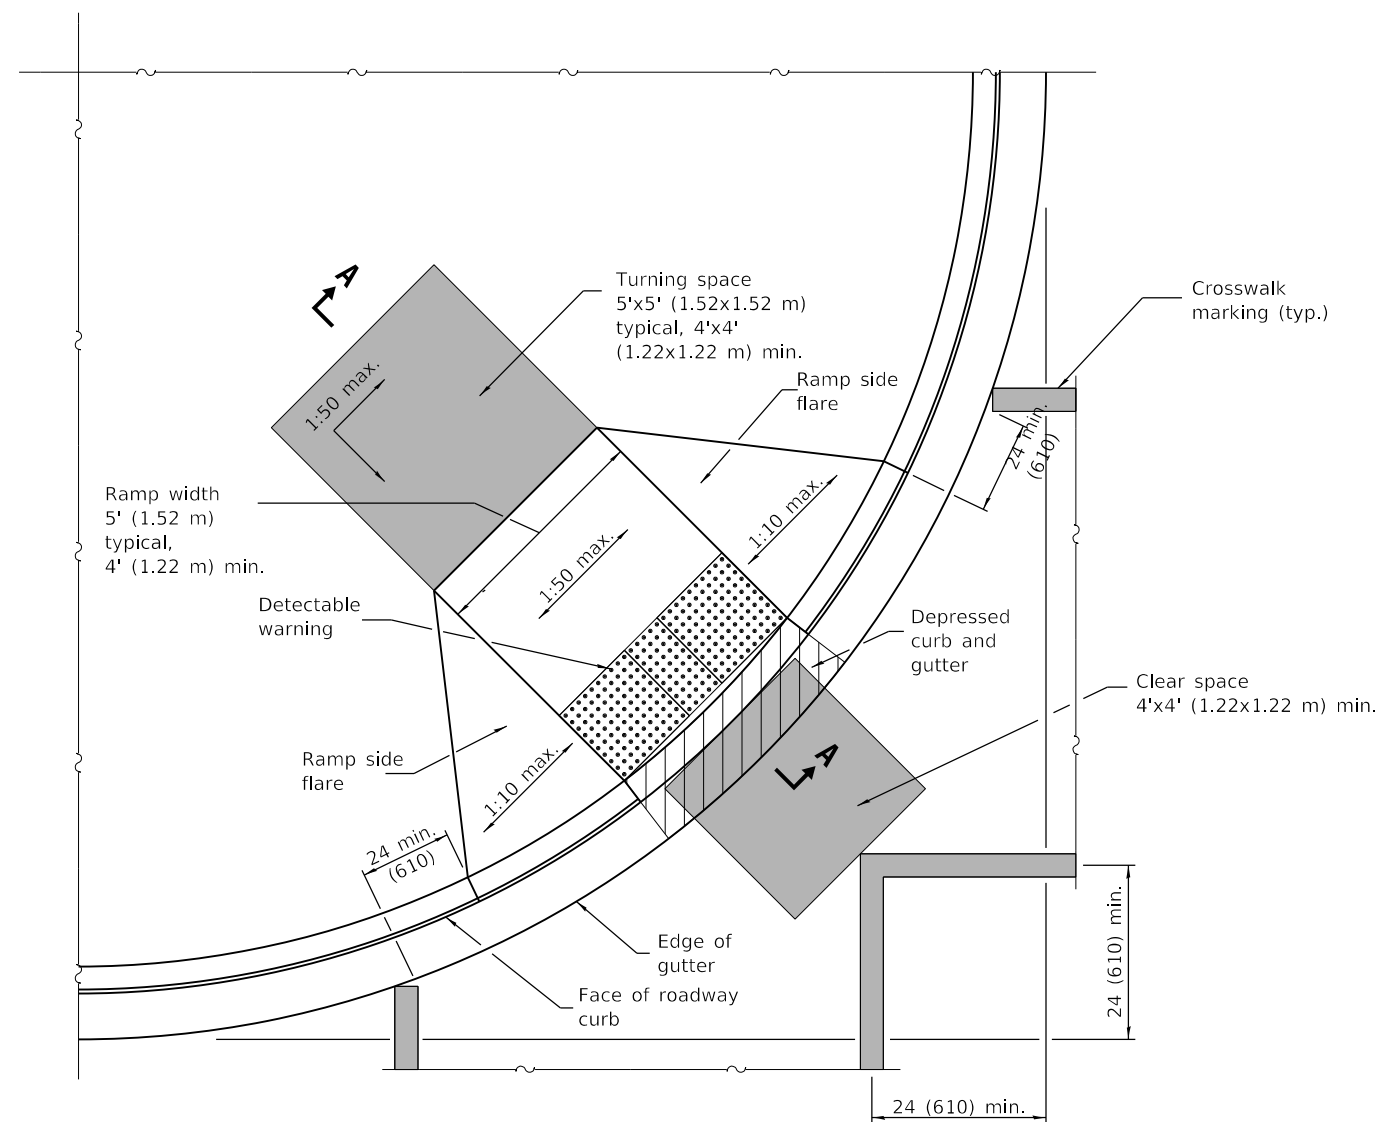 A
Turning space
5'x5' (1.52x1.52 m)
typical, 4'x4'
(1.22x1.22 m) min.
Crosswalk
marking (typ.)
1:50 max.
Ramp side
flare
24 min.
(610)
Ramp width
5' (1.52 m)
typical,
4' (1.22 m) min.
1:10 max.
1:50 max.
Detectable
warning
Depressed
curb and
gutter
Clear space
4'x4' (1.22x1.22 m) min.
Ramp side
flare
1:10 max.
A
24 min.
(610)
Edge of
gutter
Face of roadway
curb
24 (610) min.
24 (610) min.